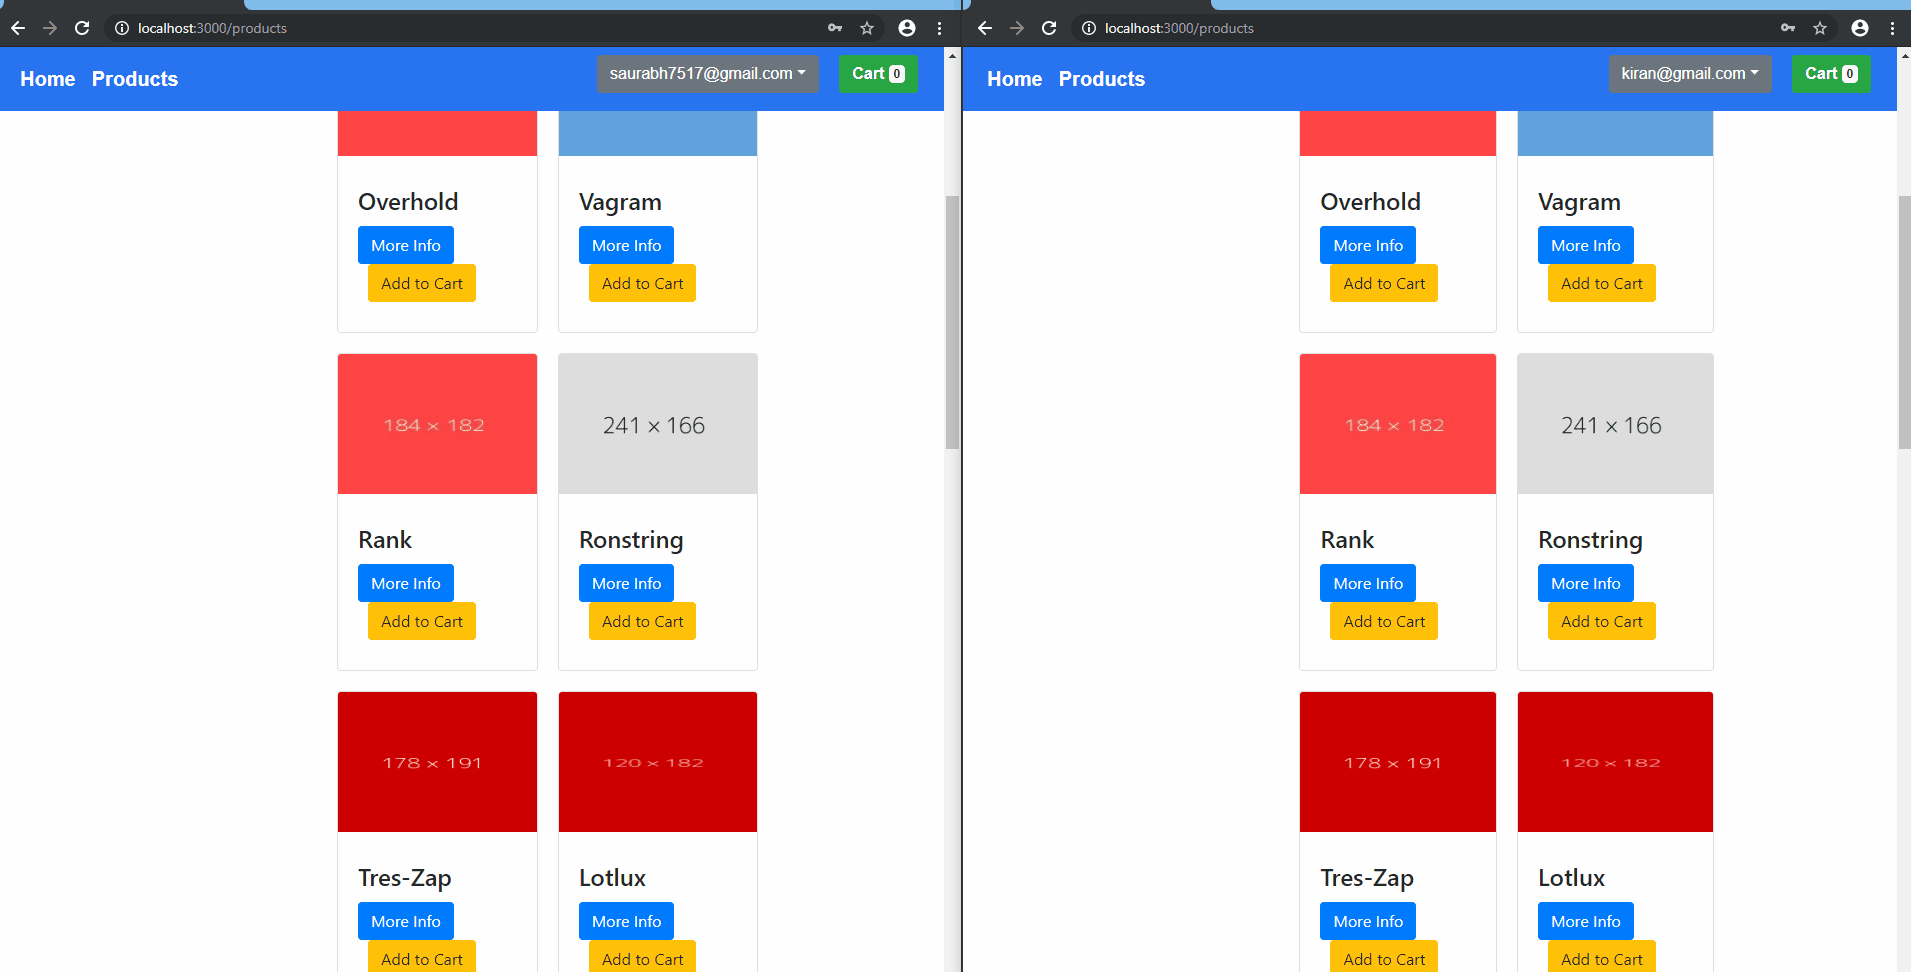 localhost:3000/products
Home Products saurabh7517@gmail.com Cart 0
Overhold Vagram
More Info More Info
Add to Cart Add to Cart
184 × 182 241 × 166
Rank Ronstring
More Info More Info
Add to Cart Add to Cart
178 × 191 120 × 182
Tres-Zap Lotlux
More Info More Info
Add to Cart Add to Cart
localhost:3000/products
Home Products kiran@gmail.com Cart 0
Overhold Vagram
More Info More Info
Add to Cart Add to Cart
184 × 182 241 × 166
Rank Ronstring
More Info More Info
Add to Cart Add to Cart
178 × 191 120 × 182
Tres-Zap Lotlux
More Info More Info
Add to Cart Add to Cart